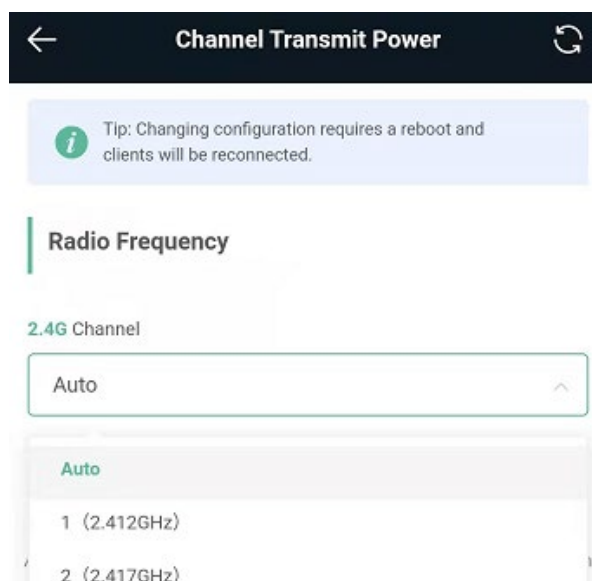 Channel Transmit Power
Tip: Changing configuration requires a reboot and
clients will be reconnected.
Radio Frequency
2.4G Channel
Auto
Auto
1（2.412GHz）
2（2.417GHz）